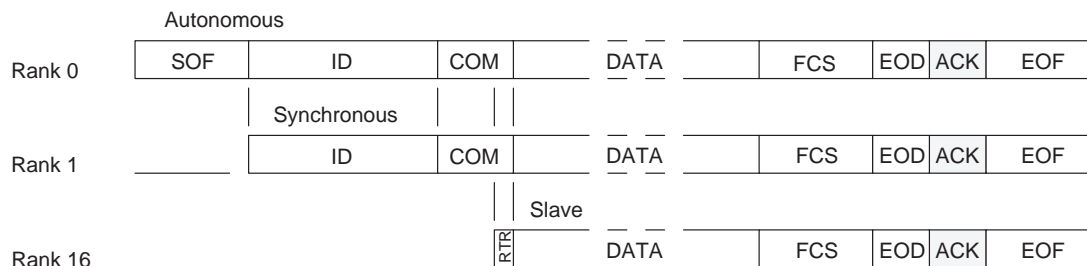 Autonomous
Rank 0 SOF ID COM DATA FCS EOD ACK EOF
Synchronous
Rank 1 ID COM DATA FCS EOD ACK EOF
Slave
Rank 16 RTR DATA FCS EOD ACK EOF